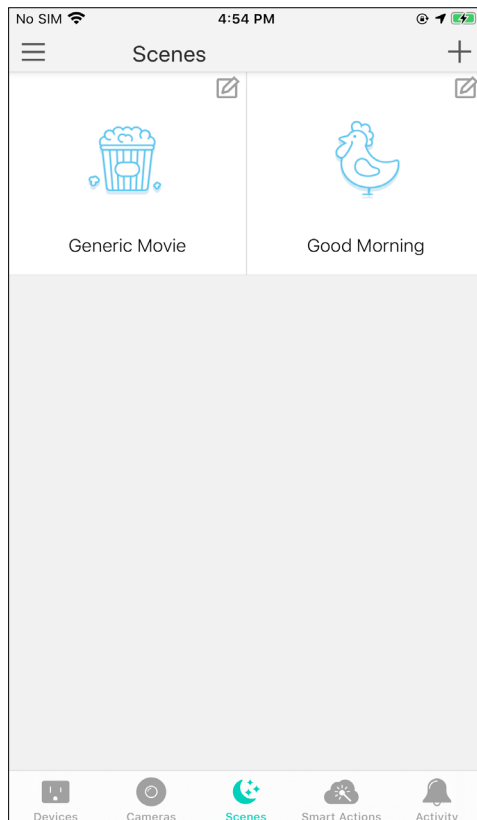 No SIM 4:54 PM
Scenes
Generic Movie Good Morning
Devices Cameras Scenes Smart Actions Activity